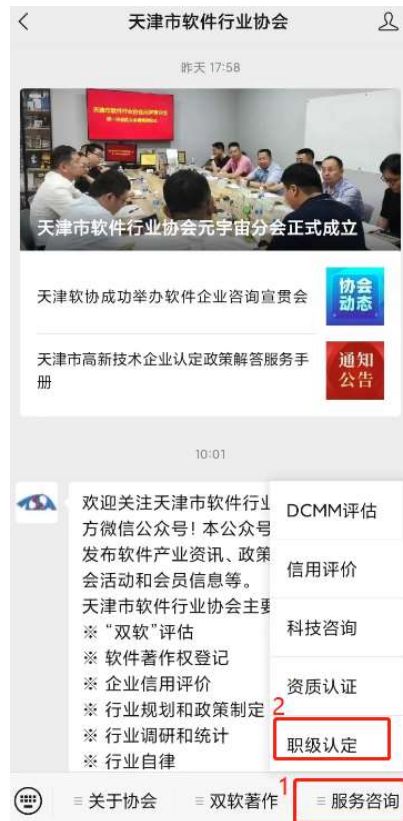 天津市软件行业协会
昨天 17:58
天津市软件行业协会元宇宙分会正式成立
天津软协成功举办软件企业咨询宣贯会
协会
动态
天津市高新技术企业认定政策解答服务手
册
通知
公告
10:01
欢迎关注天津市软件行业
方微信公众号!本公众号
发布软件产业资讯、政策
会活动和会员信息等。
天津市软件行业协会主要
※ “双软”评估
※ 软件著作权登记
※ 企业信用评价
※ 行业规划和政策制定
※ 行业调研和统计
※ 行业自律
DCMM评估
信用评价
科技咨询
资质认证
2
职级认定
1
≡ 关于协会
≡ 双软著作
≡ 服务咨询